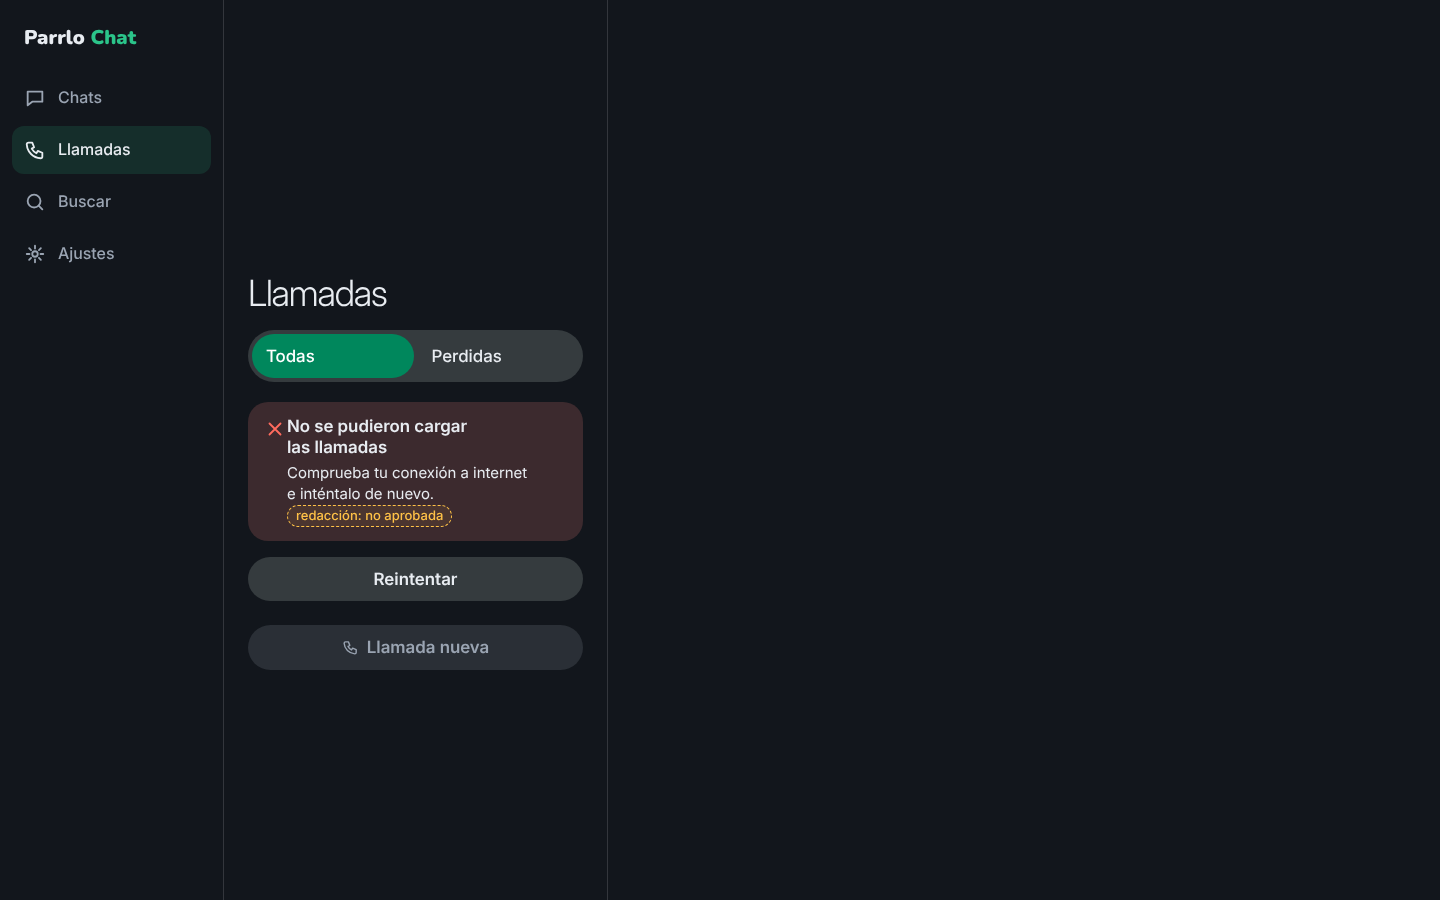 Parrlo Chat
Chats
Llamadas
Buscar
Ajustes
Llamadas
Todas
Perdidas
No se pudieron cargar
las llamadas
Comprueba tu conexión a internet
e inténtalo de nuevo.
redacción: no aprobada
Reintentar
Llamada nueva